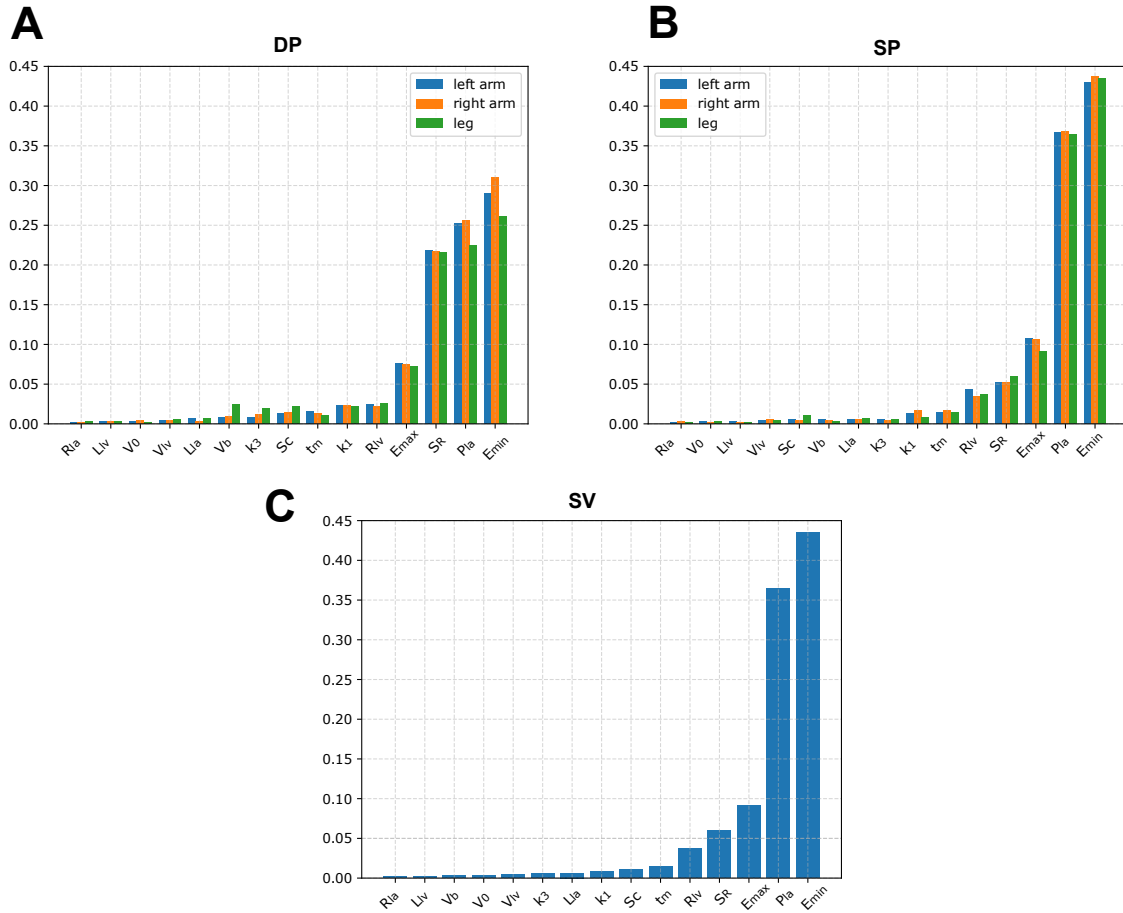 A
DP
0.45
0.40
0.35
0.30
0.25
0.20
0.15
0.10
0.05
0.00
left arm
right arm
leg
Rla Llv V0 Vlv Lla Vb k3 Sc tm k1 Rlv Emax SR Pla Emin
B
SP
0.45
0.40
0.35
0.30
0.25
0.20
0.15
0.10
0.05
0.00
left arm
right arm
leg
Rla V0 Llv Vlv Sc Vb Lla k3 k1 tm Rlv SR Emax Pla Emin
C
SV
0.45
0.40
0.35
0.30
0.25
0.20
0.15
0.10
0.05
0.00
Rla Llv Vb V0 Vlv k3 Lla k1 Sc tm Rlv SR Emax Pla Emin